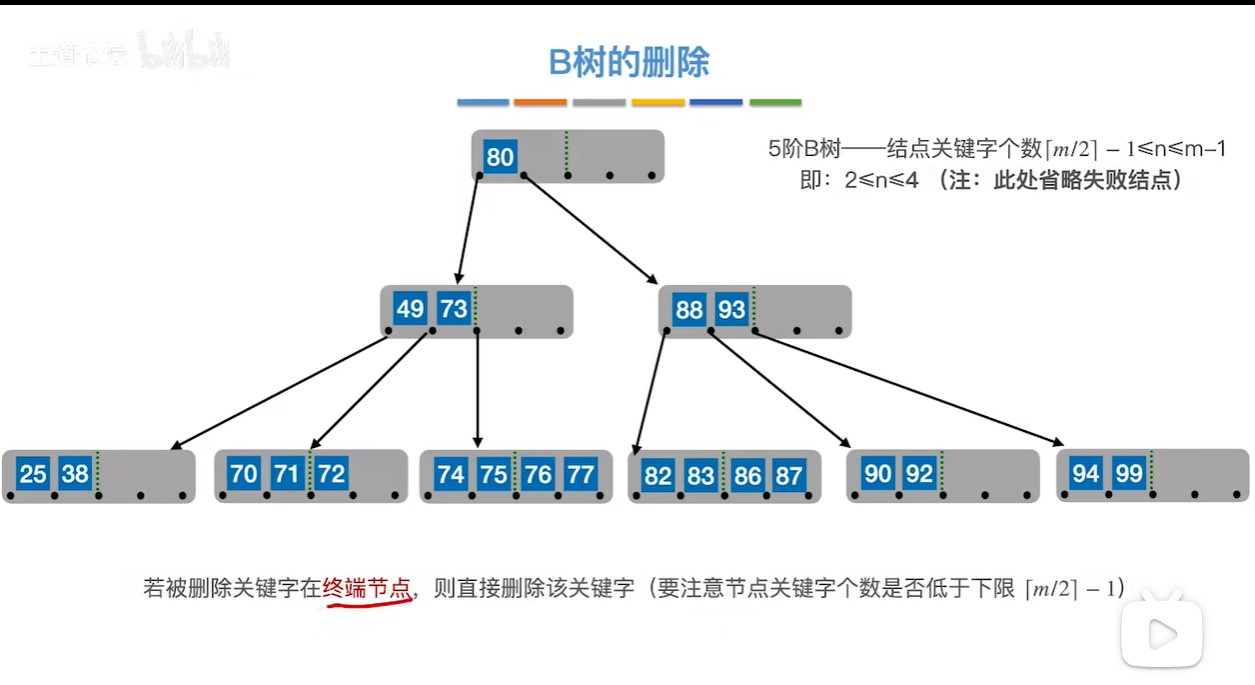 王道论坛 bilibili
B树的删除
80
5阶B树——结点关键字个数⌈m/2⌉ − 1≤n≤m–1
即：2≤n≤4 （注：此处省略失败结点）
49 73
88 93
25 38
70 71 72
74 75 76 77
82 83 86 87
90 92
94 99
若被删除关键字在终端节点，则直接删除该关键字（要注意节点关键字个数是否低于下限 ⌈m/2⌉ − 1）